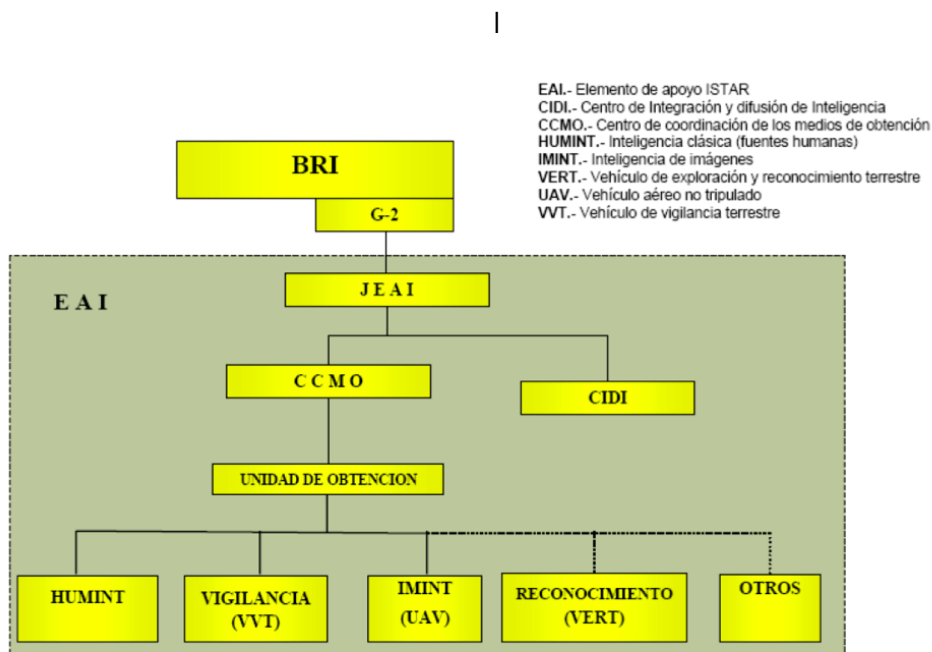 EAI.- Elemento de apoyo ISTAR
CIDI.- Centro de Integración y difusión de Inteligencia
CCMO.- Centro de coordinación de los medios de obtención
HUMINT.- Inteligencia clásica (fuentes humanas)
IMINT.- Inteligencia de imágenes
VERT.- Vehículo de exploración y reconocimiento terrestre
UAV.- Vehículo aéreo no tripulado
VVT.- Vehículo de vigilancia terrestre
BRI
G-2
E A I
J E A I
C C M O
CIDI
UNIDAD DE OBTENCION
HUMINT
VIGILANCIA
(VVT)
IMINT
(UAV)
RECONOCIMIENTO
(VERT)
OTROS